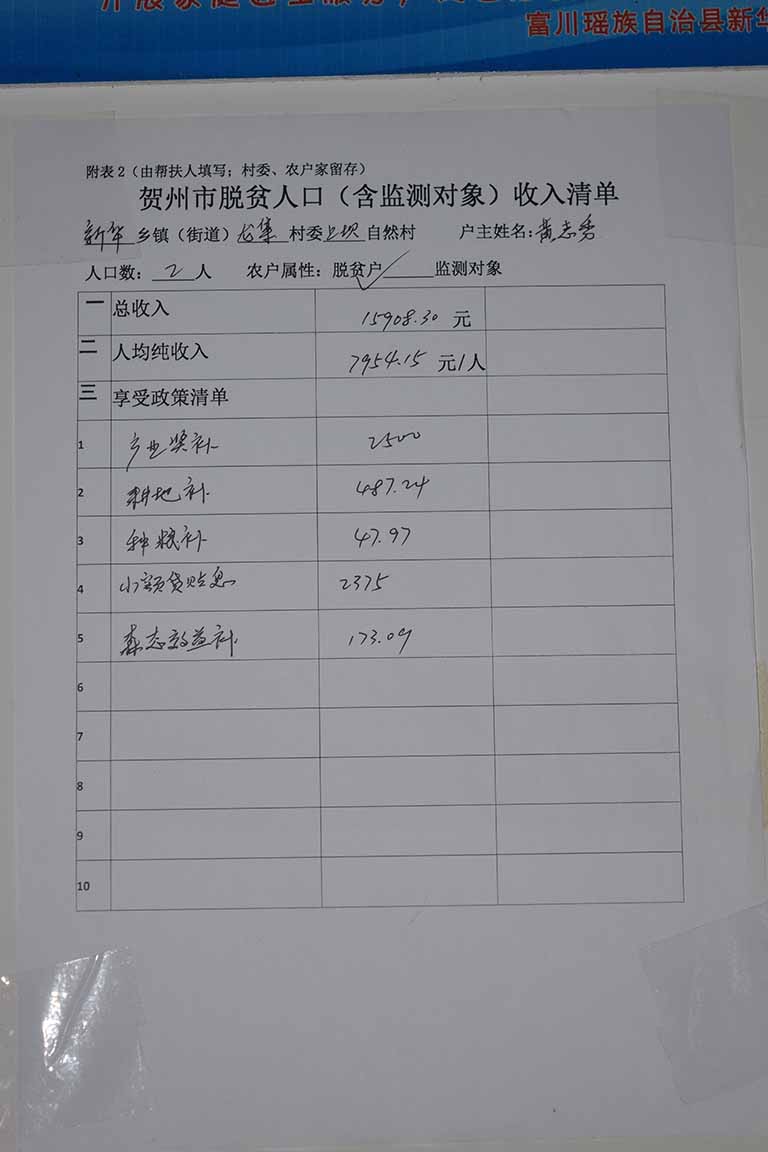 富川瑶族自治县新华
附表2（由帮扶人填写；村委、农户家留存）
贺州市脱贫人口（含监测对象）收入清单
新华 乡镇（街道）龙集 村委上坝自然村 户主姓名：黄志秀
人口数：2 人 农户属性：脱贫户✓ 监测对象
一 总收入 15908.30 元
二 人均纯收入 7954.15 元/人
三 享受政策清单
1 产业奖补 2500
2 耕地补 487.24
3 种粮补 47.97
4 小额贷贴息 2375
5 森态效益补 173.09
6
7
8
9
10